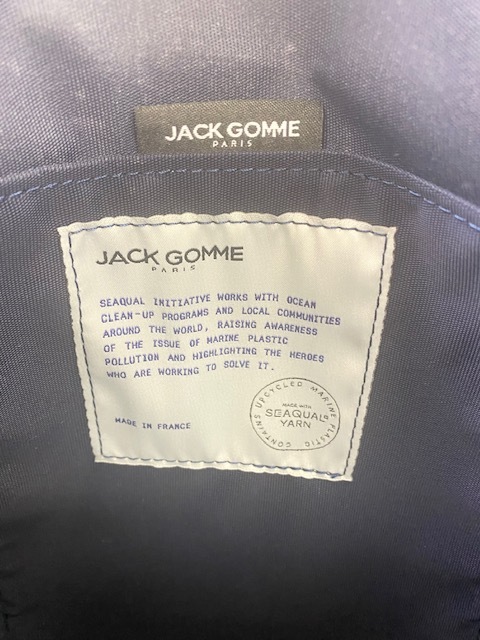 JACK GOMME
PARIS
JACK GOMME
PARIS
SEAQUAL INITIATIVE WORKS WITH OCEAN
CLEAN-UP PROGRAMS AND LOCAL COMMUNITIES
AROUND THE WORLD, RAISING AWARENESS
OF THE ISSUE OF MARINE PLASTIC
POLLUTION AND HIGHLIGHTING THE HEROES
WHO ARE WORKING TO SOLVE IT.
MADE IN FRANCE
CONTAINS UPCYCLED MARINE PLASTIC
MADE WITH
SEAQUAL
YARN